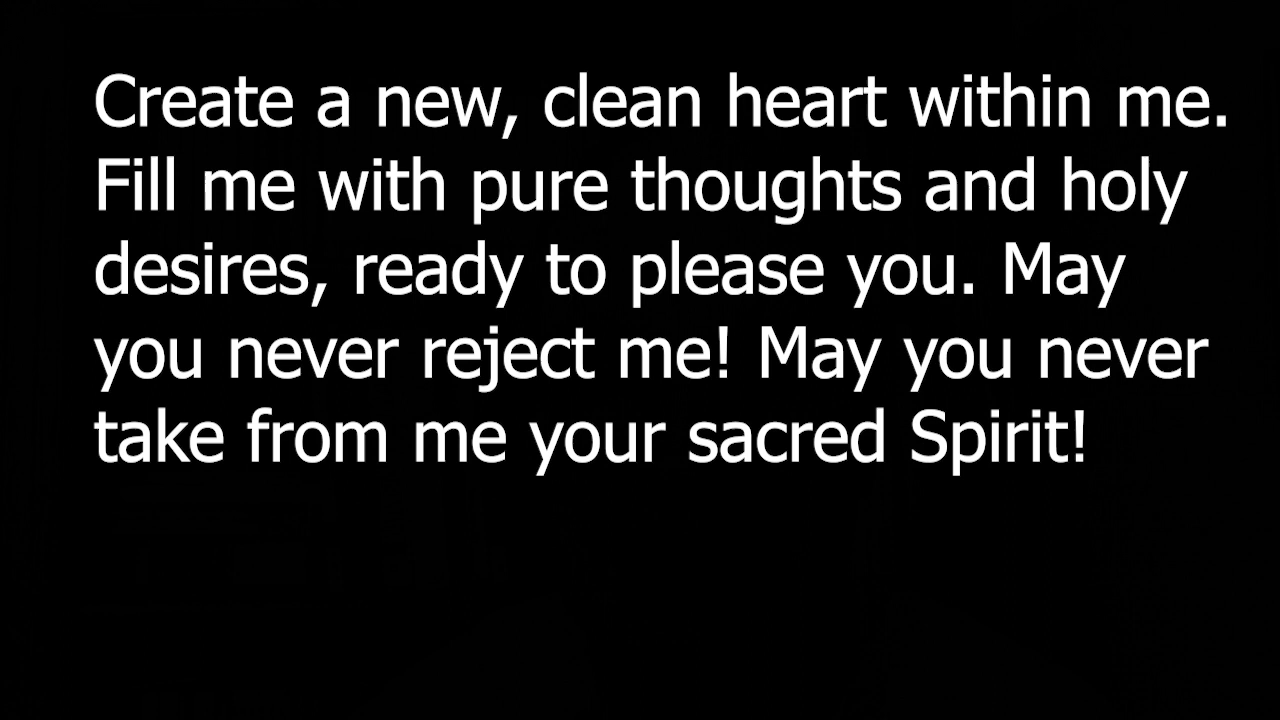 Create a new, clean heart within me.
Fill me with pure thoughts and holy
desires, ready to please you. May
you never reject me! May you never
take from me your sacred Spirit!